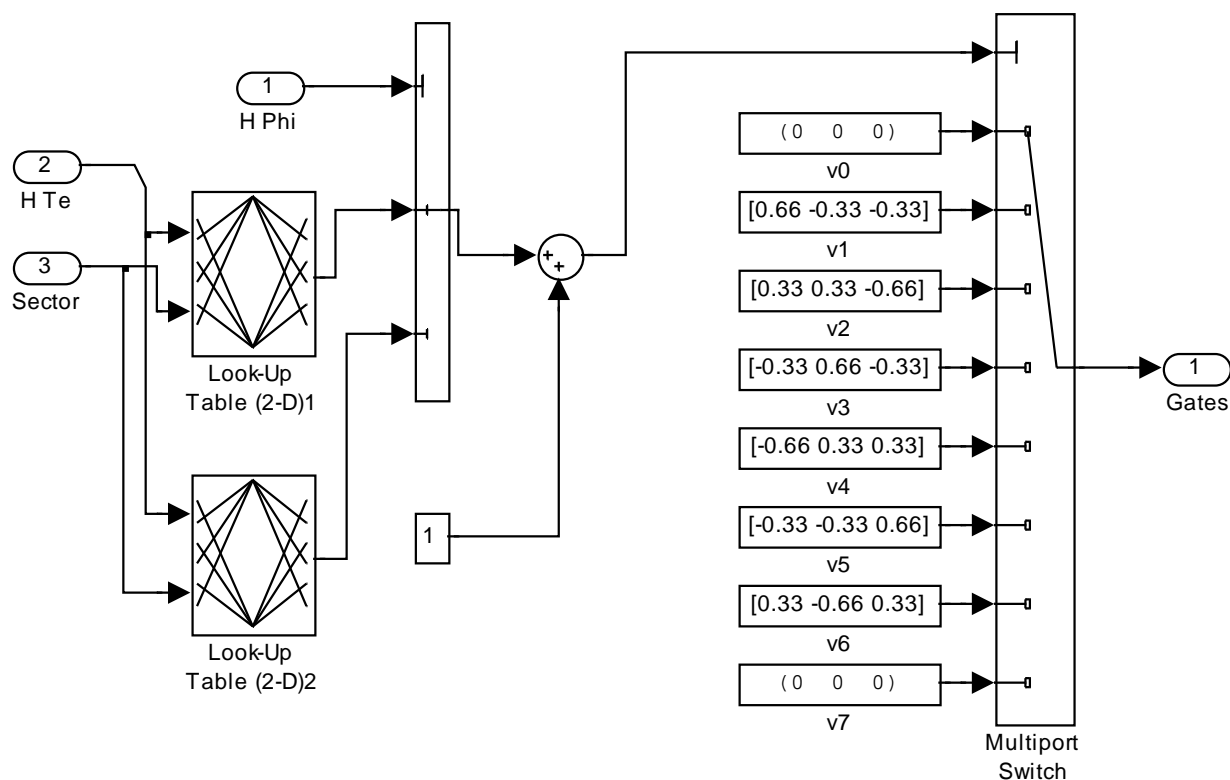 1
H Phi
2
H Te
3
Sector
Look-Up
Table (2-D)1
Look-Up
Table (2-D)2
1
+
+
(0 0 0)
v0
[0.66 -0.33 -0.33]
v1
[0.33 0.33 -0.66]
v2
[-0.33 0.66 -0.33]
v3
[-0.66 0.33 0.33]
v4
[-0.33 -0.33 0.66]
v5
[0.33 -0.66 0.33]
v6
(0 0 0)
v7
Multiport
Switch
1
Gates